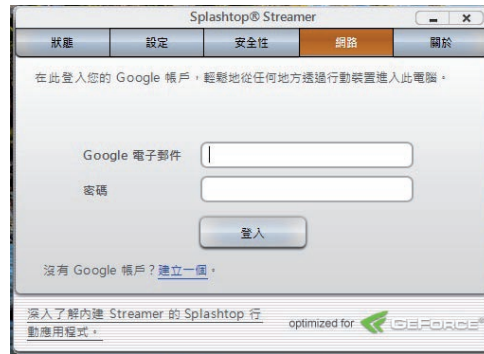 Splashtop® Streamer
狀態 設定 安全性 網路 關於
在此登入您的 Google 帳戶，輕鬆地從任何地方透過行動裝置進入此電腦。
Google 電子郵件
密碼
登入
沒有 Google 帳戶？建立一個。
深入了解內建 Streamer 的 Splashtop 行
動應用程式。
optimized for GEFORCE®